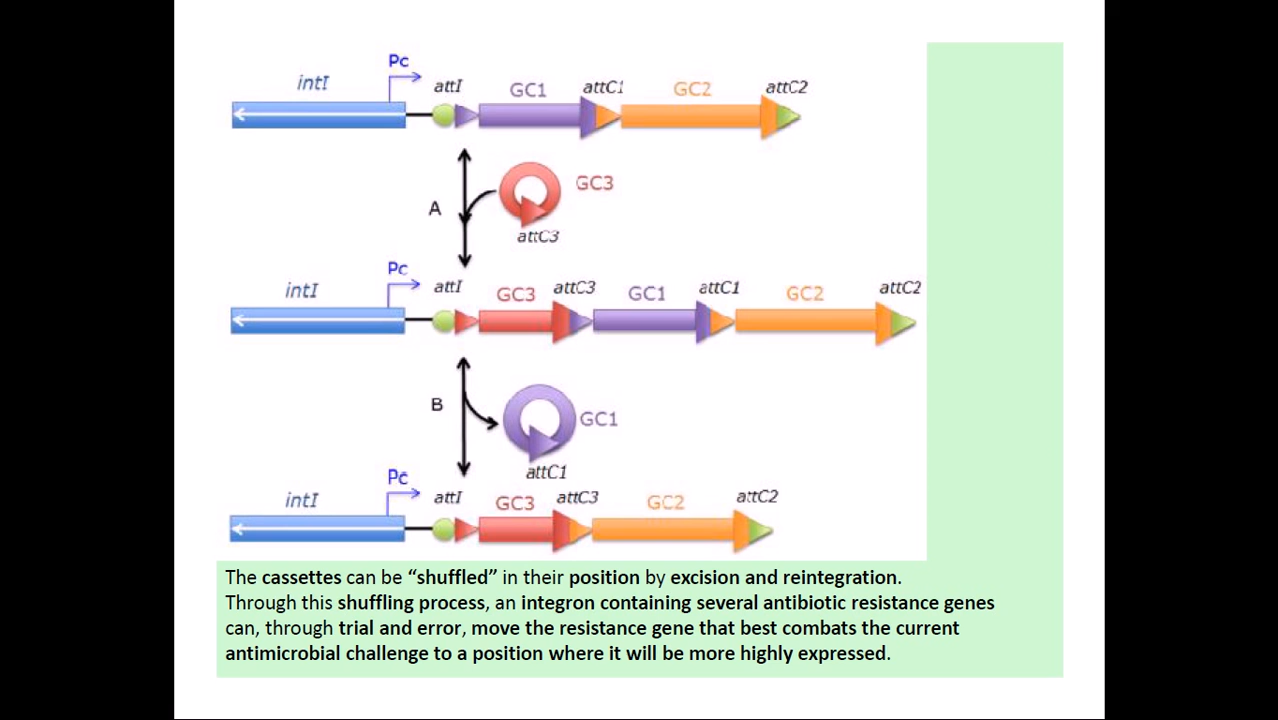 Pc
intI attI GC1 attC1 GC2 attC2
A GC3
attC3
Pc
intI attI GC3 attC3 GC1 attC1 GC2 attC2
B GC1
attC1
Pc
intI attI GC3 attC3 GC2 attC2
The cassettes can be “shuffled” in their position by excision and reintegration.
Through this shuffling process, an integron containing several antibiotic resistance genes
can, through trial and error, move the resistance gene that best combats the current
antimicrobial challenge to a position where it will be more highly expressed.